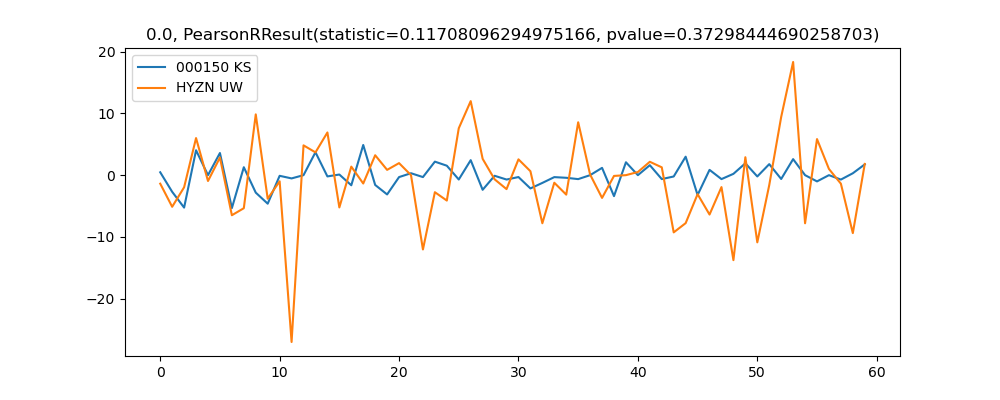 0.0, PearsonRResult(statistic=0.11708096294975166, pvalue=0.37298444690258703)
000150 KS
HYZN UW
20
10
0
−10
−20
0 10 20 30 40 50 60